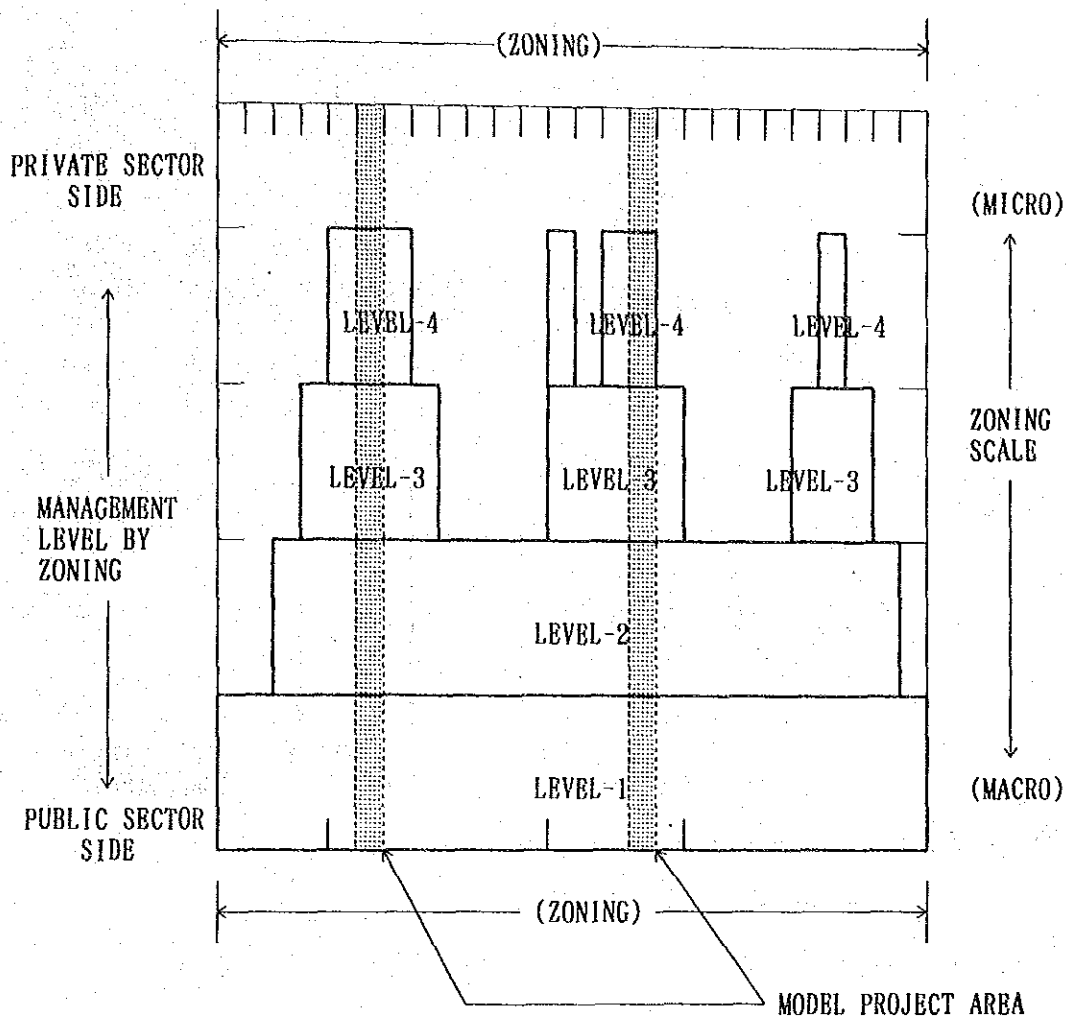 (ZONING)
PRIVATE SECTOR
SIDE
(MICRO)
LEVEL-4
LEVEL-4
LEVEL-4
ZONING
SCALE
LEVEL-3
LEVEL-3
LEVEL-3
MANAGEMENT
LEVEL BY
ZONING
LEVEL-2
LEVEL-1
(MACRO)
PUBLIC SECTOR
SIDE
(ZONING)
MODEL PROJECT AREA